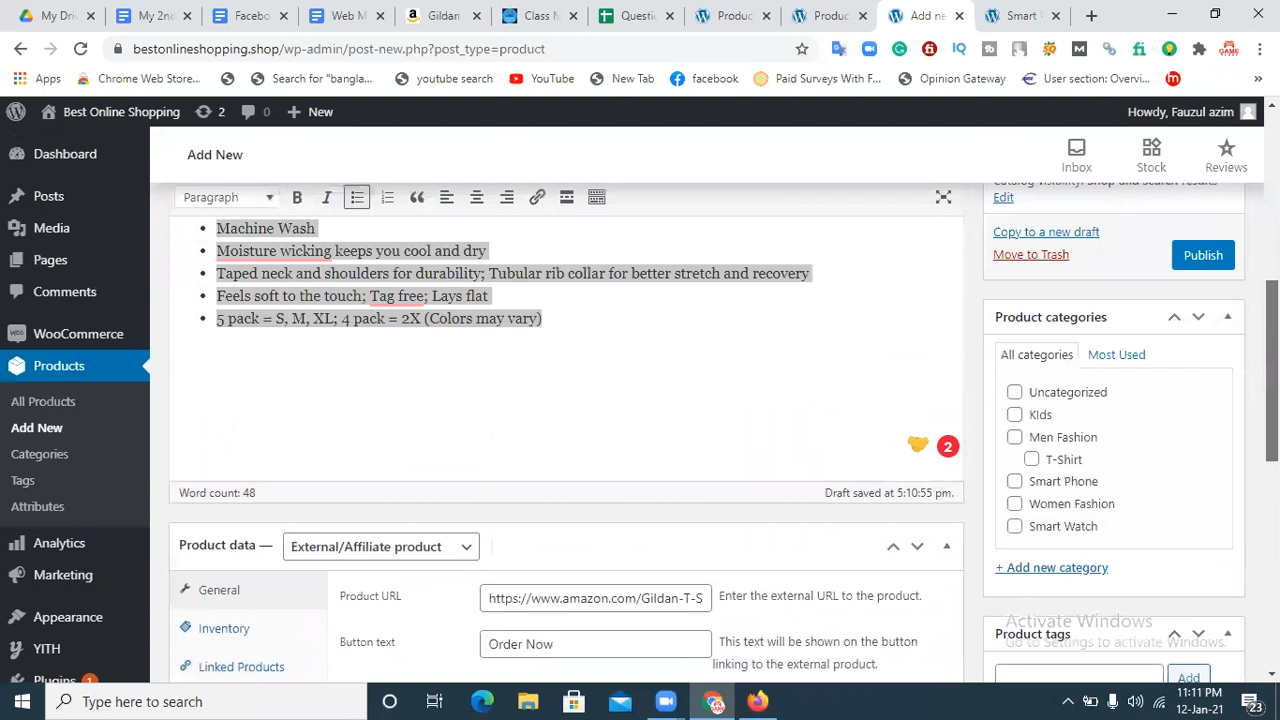 My Driv
My 2nd
Facebo
Web M
Gildan
Class R
Questi
Produc
Produc
Add ne
Smart
bestonlineshopping.shop/wp-admin/post-new.php?post_type=product
Apps
Chrome Web Store...
Search for "bangla...
youtube search
YouTube
New Tab
facebook
Paid Surveys With F...
Opinion Gateway
User section: Overvi...
Best Online Shopping
2
0
New
Howdy, Fauzul azim
Dashboard
Posts
Media
Pages
Comments
WooCommerce
Products
All Products
Add New
Categories
Tags
Attributes
Analytics
Marketing
Appearance
YITH
Plugins 1
Add New
Inbox
Stock
Reviews
Paragraph
Machine Wash
Moisture wicking keeps you cool and dry
Taped neck and shoulders for durability; Tubular rib collar for better stretch and recovery
Feels soft to the touch; Tag free; Lays flat
5 pack = S, M, XL; 4 pack = 2X (Colors may vary)
2
Word count: 48
Draft saved at 5:10:55 pm.
Product data —
External/Affiliate product
General
Inventory
Linked Products
Product URL
https://www.amazon.com/Gildan-T-S
Enter the external URL to the product.
Button text
Order Now
This text will be shown on the button
linking to the external product.
Catalog visibility: Shop and search results
Edit
Copy to a new draft
Move to Trash
Publish
Product categories
All categories
Most Used
Uncategorized
KIds
Men Fashion
T-Shirt
Smart Phone
Women Fashion
Smart Watch
+ Add new category
Product tags
Add
Activate Windows
Go to Settings to activate Windows.
Type here to search
11:11 PM
12-Jan-21
23